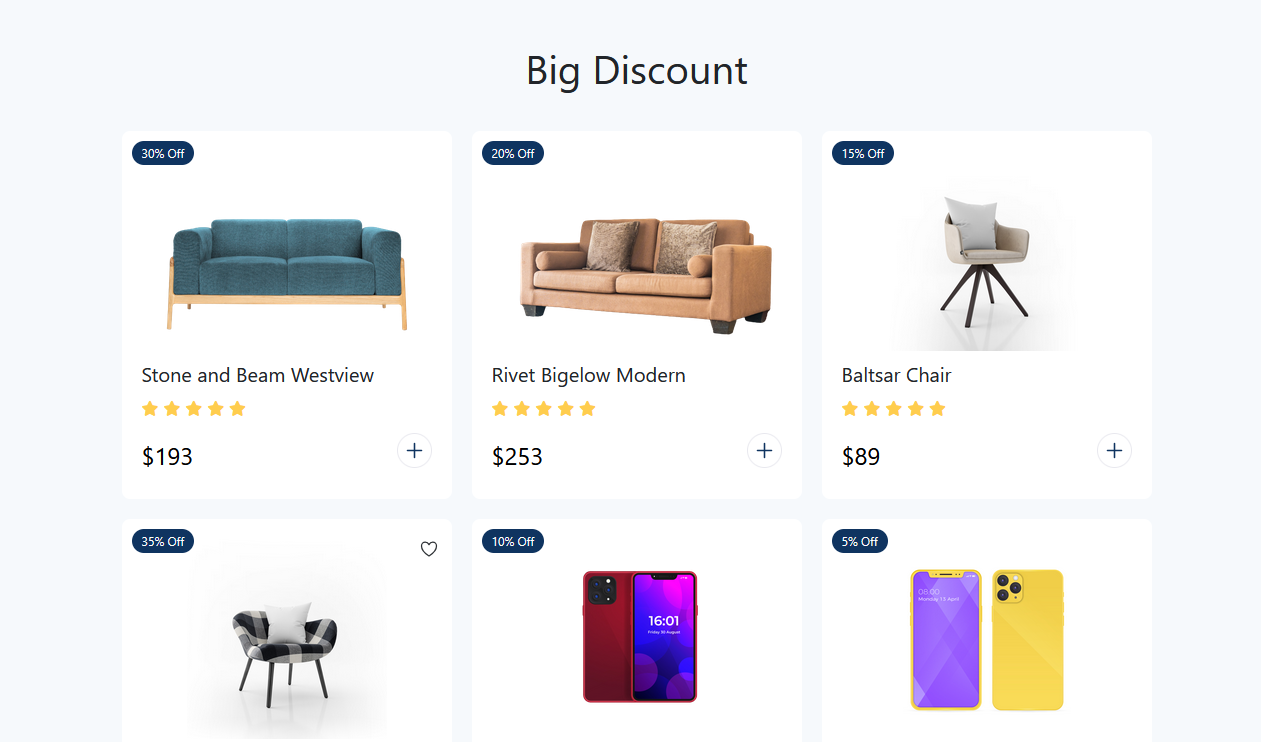 Big Discount
30% Off
20% Off
15% Off
Stone and Beam Westview
Rivet Bigelow Modern
Baltsar Chair
$193
$253
$89
35% Off
10% Off
5% Off
16:01
Friday 30 August
08:00
Monday 13 April